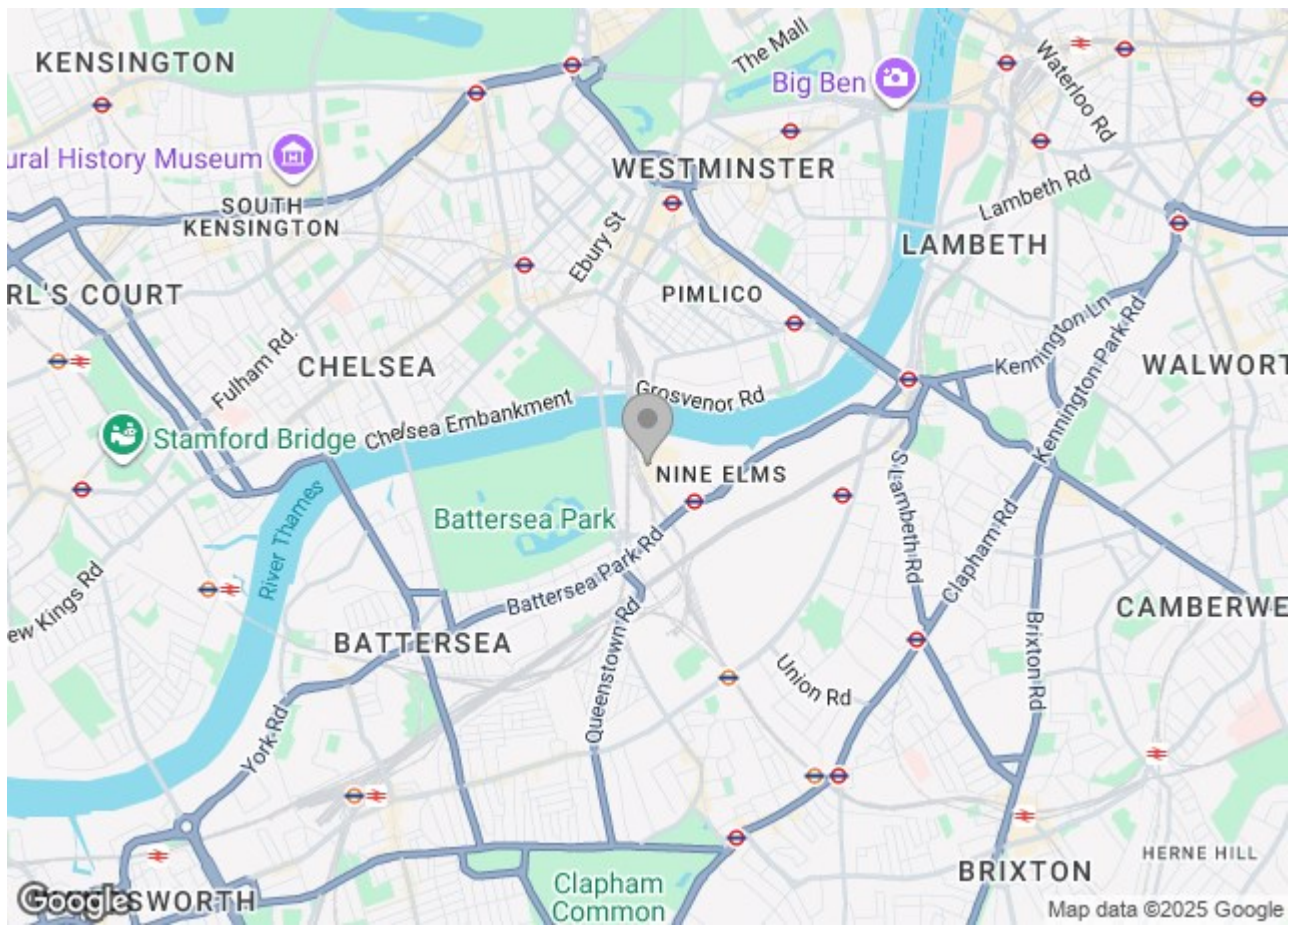 The Mall
KENSINGTON
Big Ben
Waterloo Rd
ural History Museum
WESTMINSTER
Lambeth Rd
SOUTH
KENSINGTON
Ebury St
LAMBETH
RL'S COURT
PIMLICO
Kennington Ln
Kennington Park Rd
Fulham Rd.
CHELSEA
WALWORT
Grosvenor Rd
Chelsea Embankment
Stamford Bridge
NINE ELMS
S Lambeth Rd
River Thames
Battersea Park
Clapham Rd
Battersea Park Rd
ew Kings Rd
CAMBERWE
BATTERSEA
Queenstown Rd
Brixton Rd
Union Rd
York Rd
HERNE HILL
BRIXTON
Clapham
Common
Google
SWORTH
Map data ©2025 Google